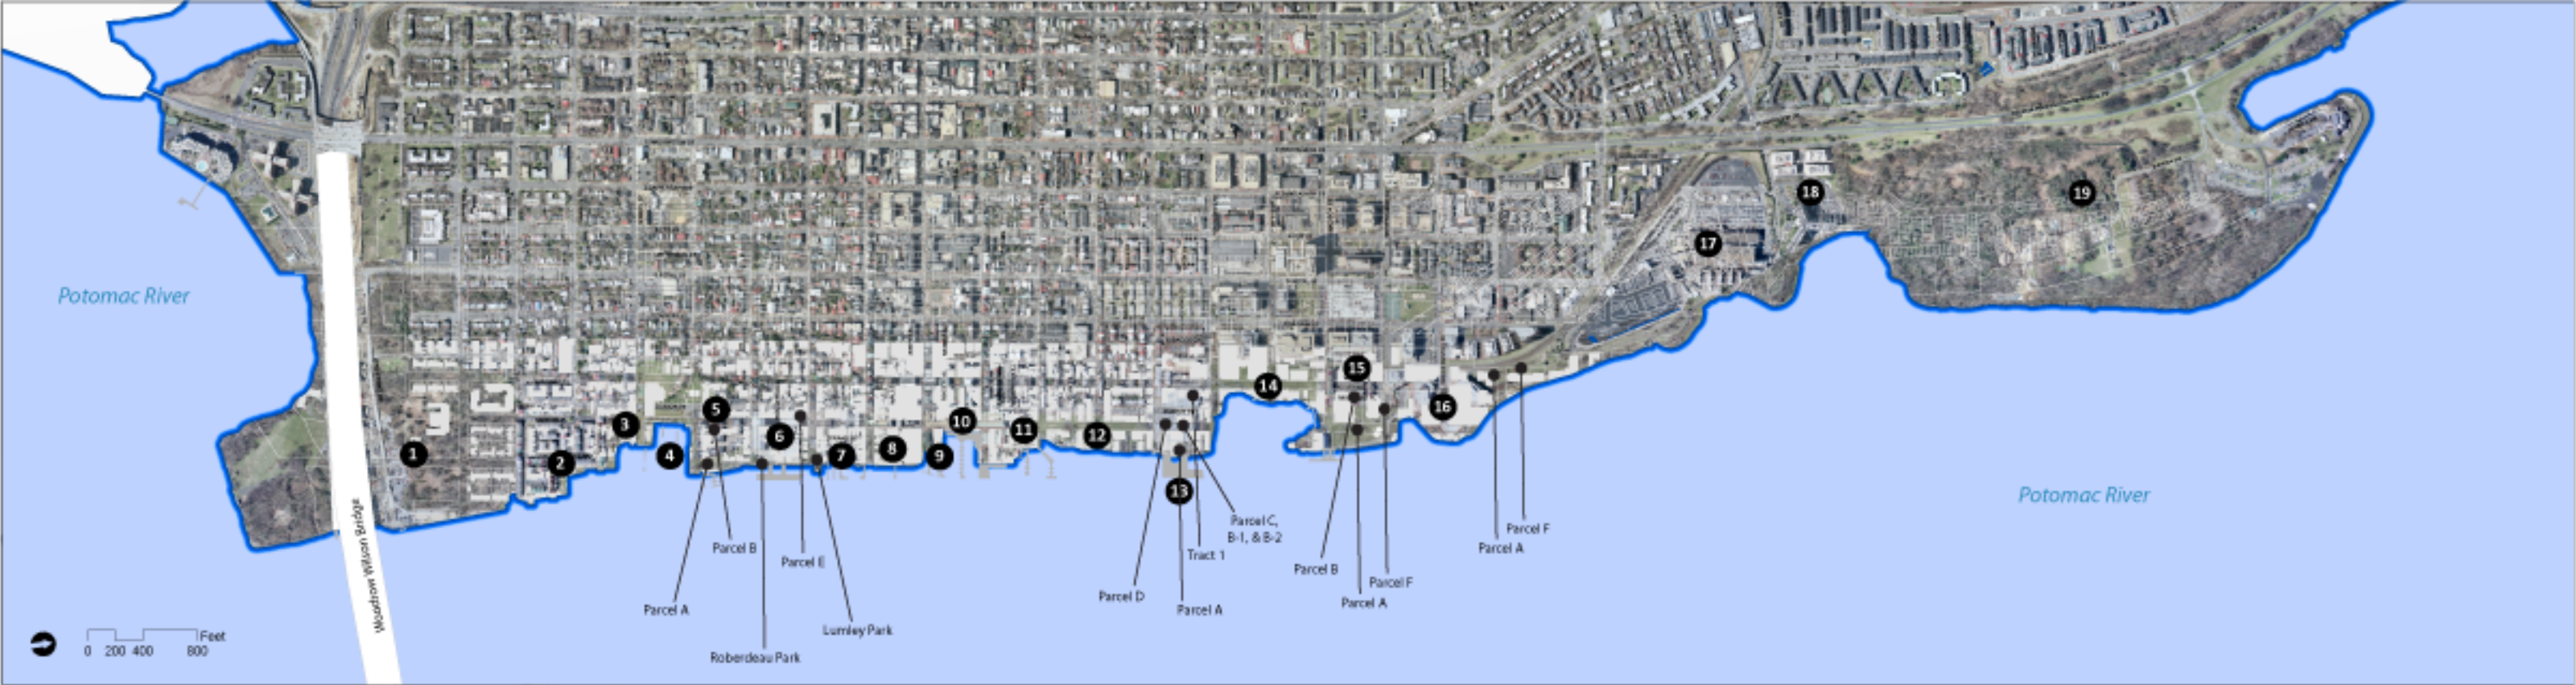 18
19
17
Potomac River
15
14
16
5
10
3
11
12
6
8
1
7
4
9
2
13
Potomac River
Woodrow Wilson Bridge
Parcel C,
B-1, & B-2
Parcel F
Parcel B
Parcel A
Tract 1
Parcel E
Parcel B
Parcel F
Parcel D
Parcel A
Parcel A
Parcel A
Lumley Park
Feet
0 200 400 800
Roberdeau Park